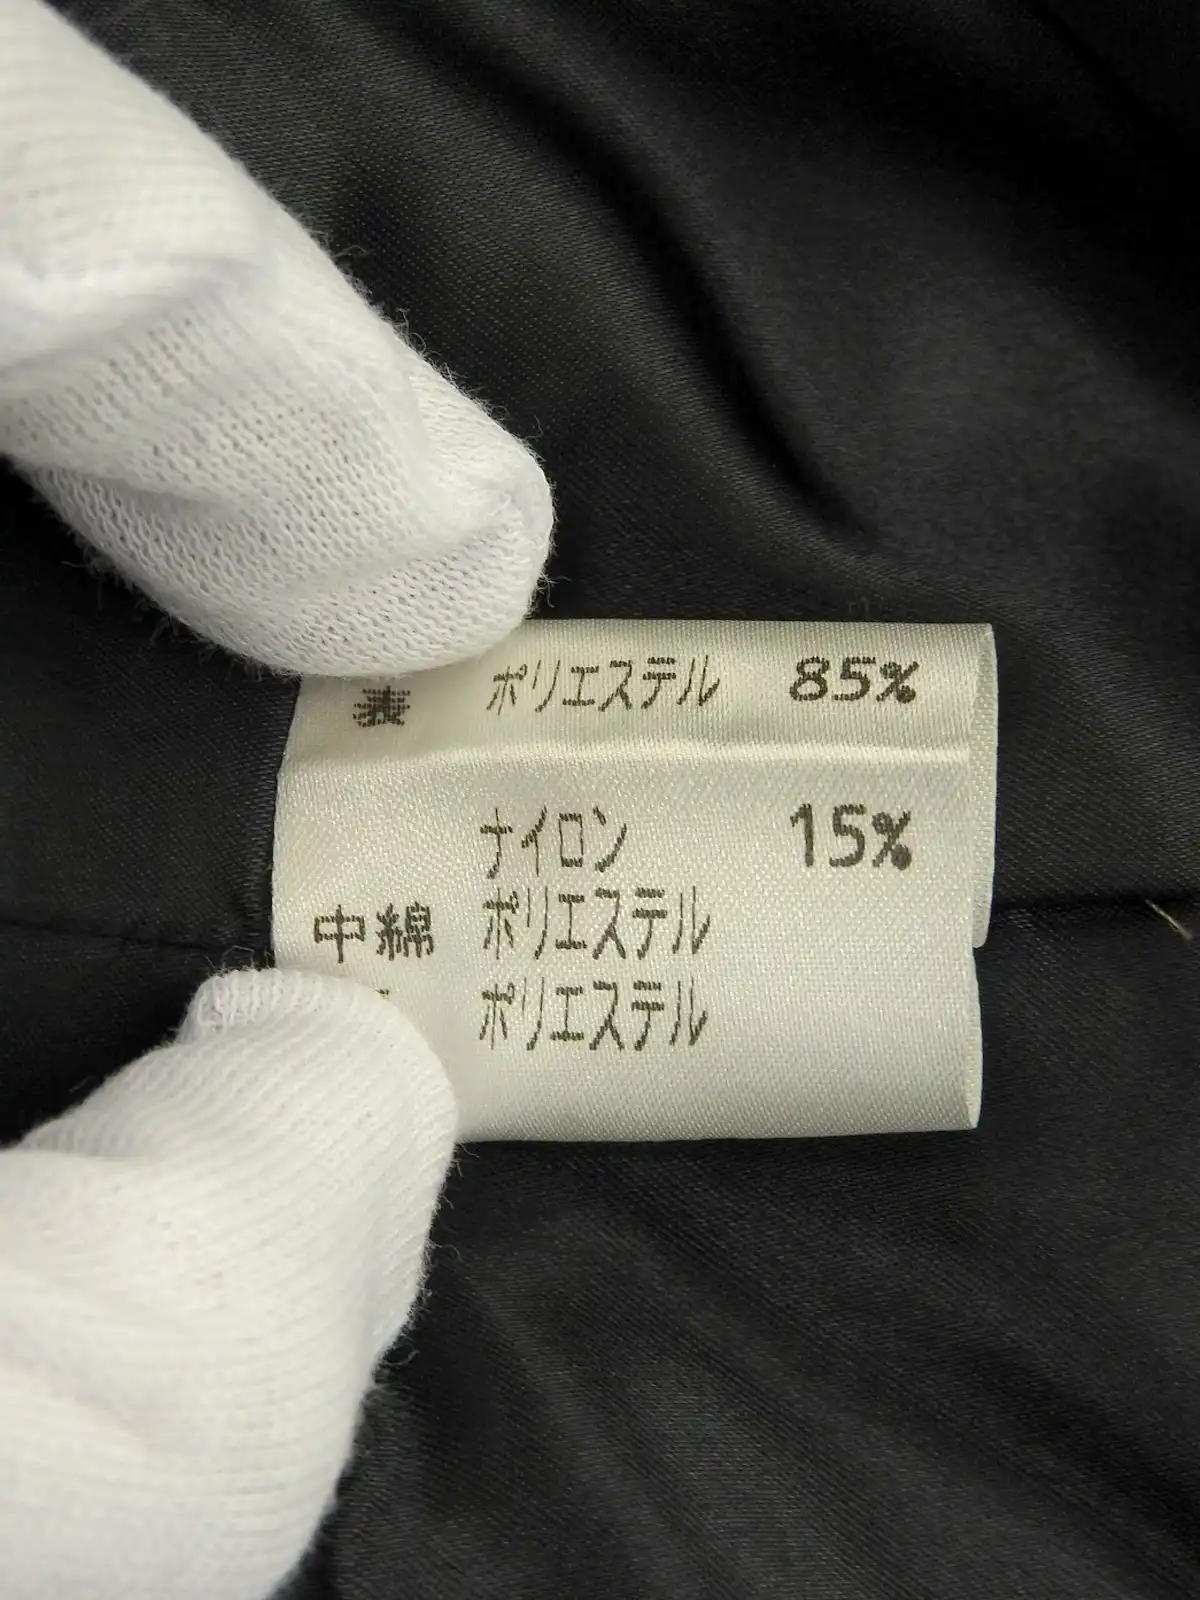 表 ポリエステル 85%
ナイロン 15%
中綿 ポリエステル
ポリエステル